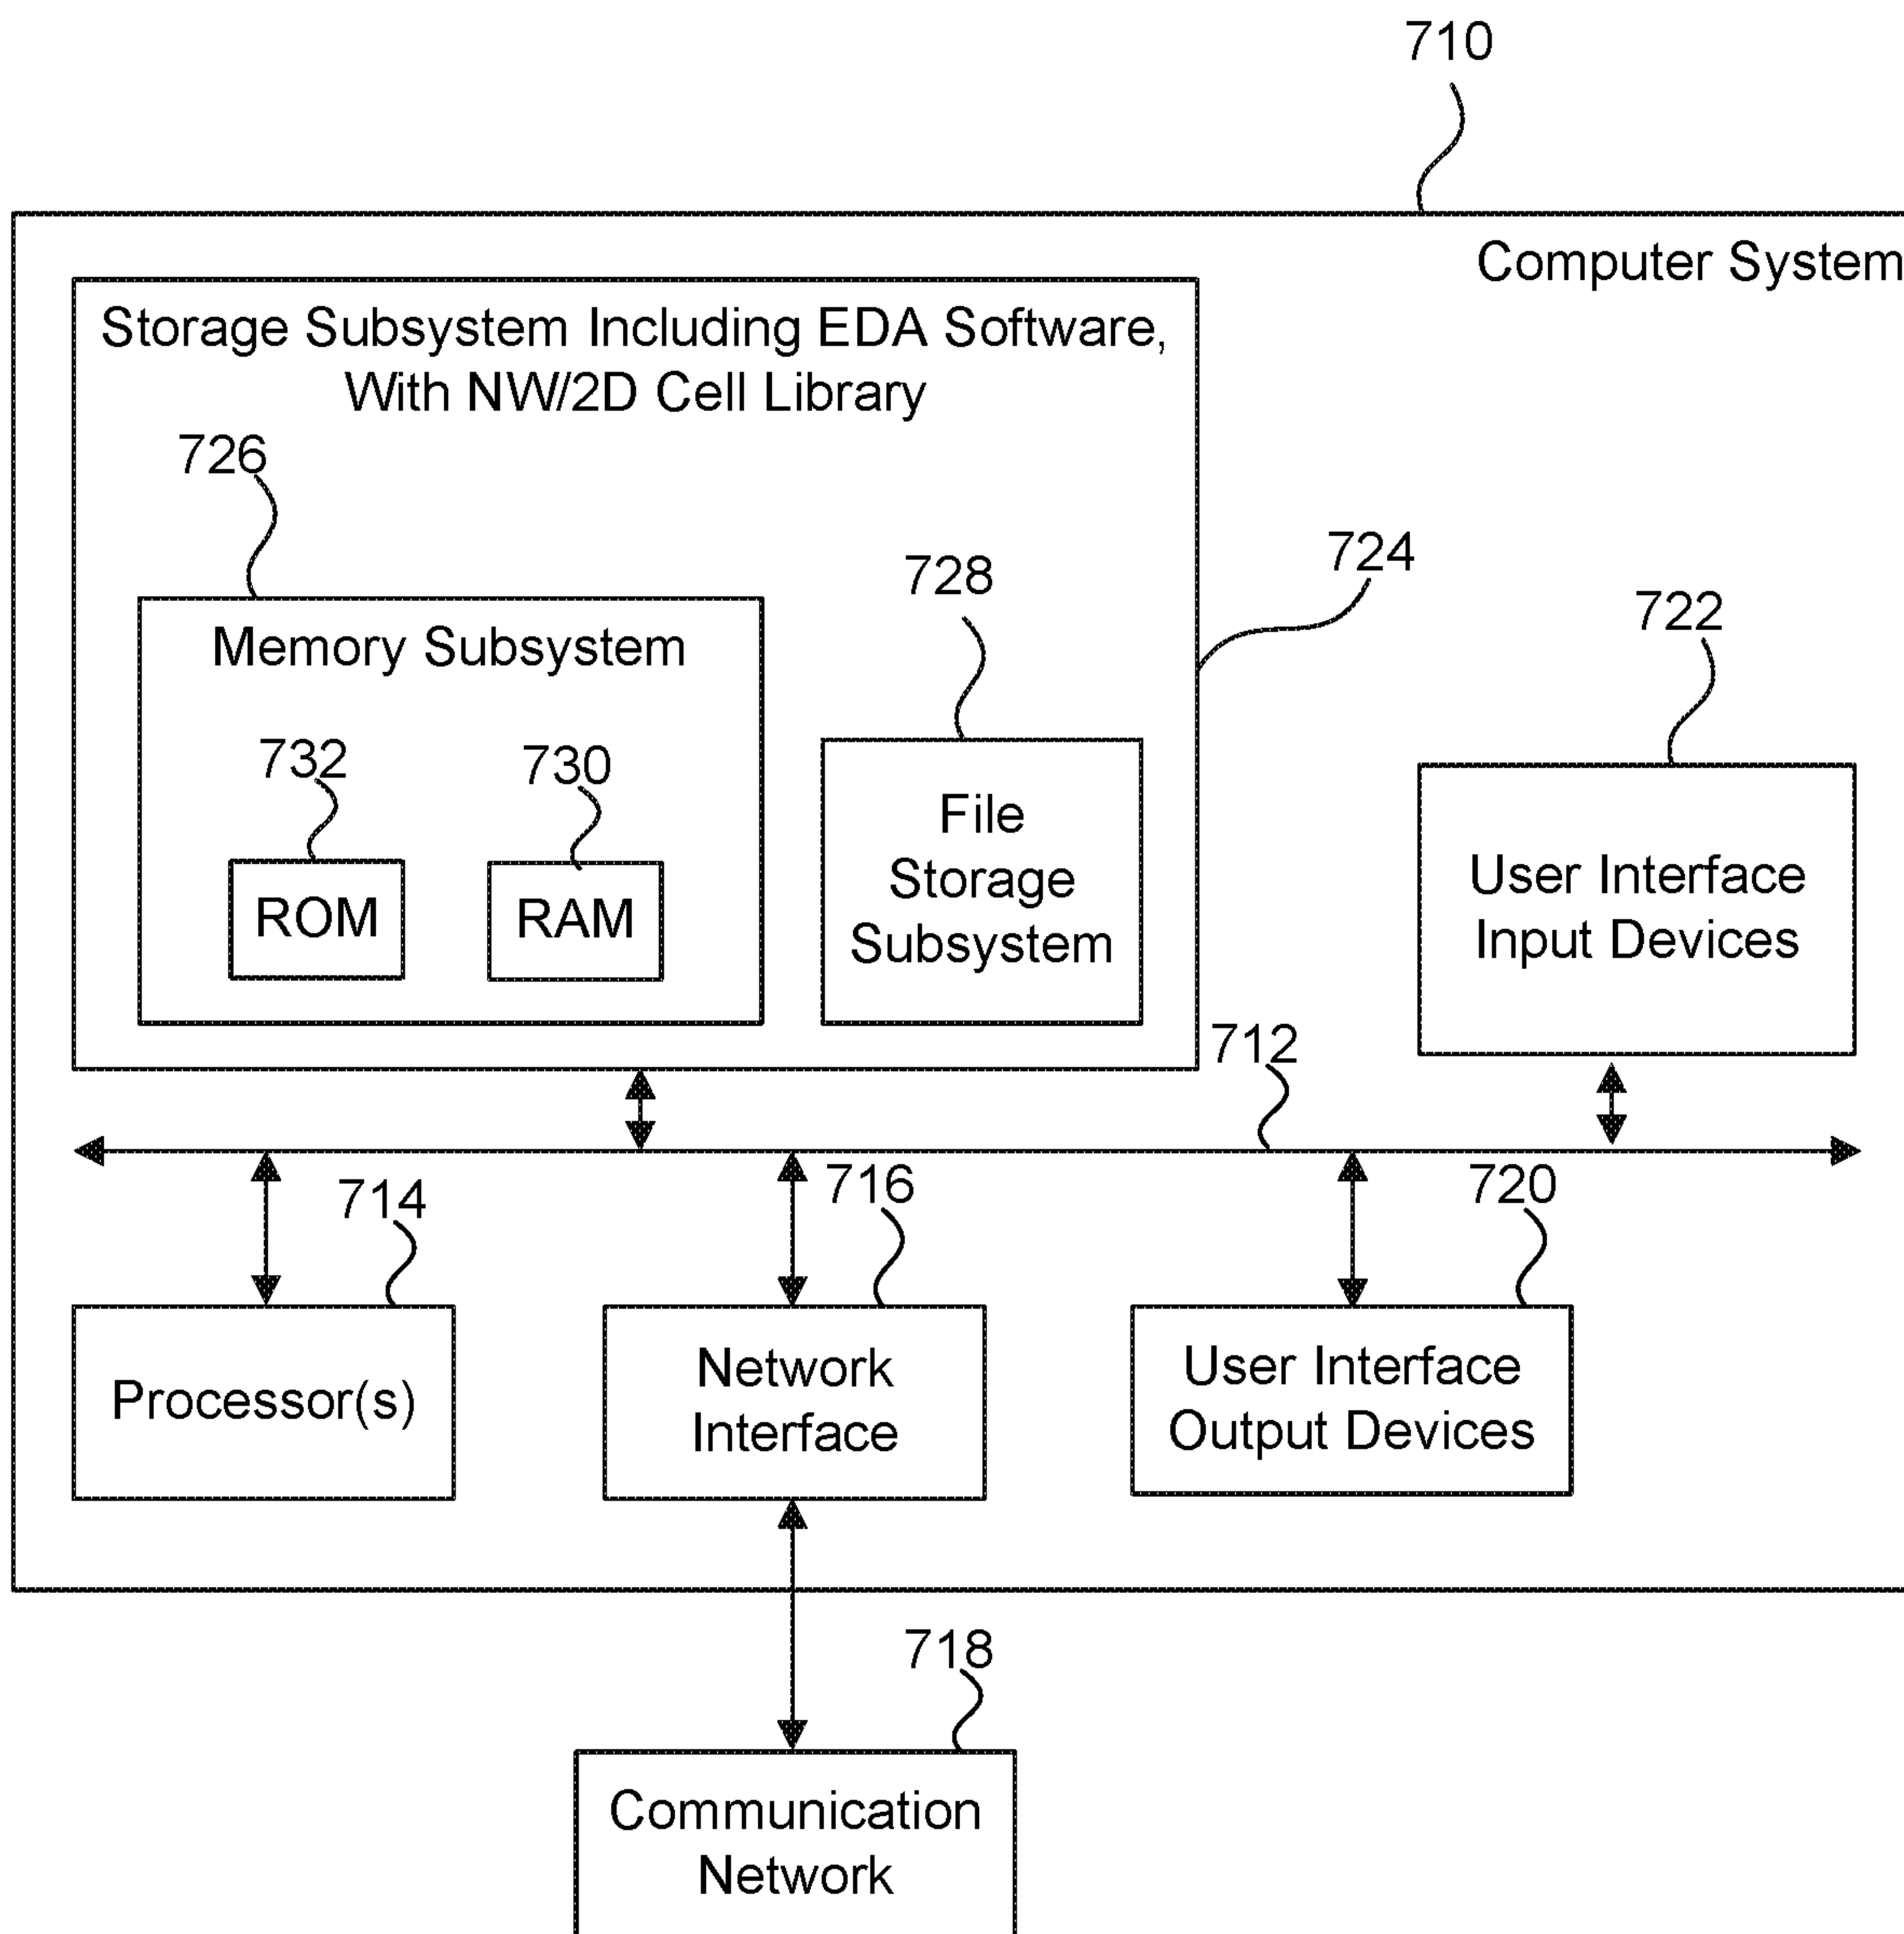 710
Computer System
Storage Subsystem Including EDA Software,
With NW/2D Cell Library
726
724
728
722
Memory Subsystem
732
730
File
Storage
Subsystem
ROM
RAM
User Interface
Input Devices
712
714
716
720
Processor(s)
Network
Interface
User Interface
Output Devices
718
Communication
Network